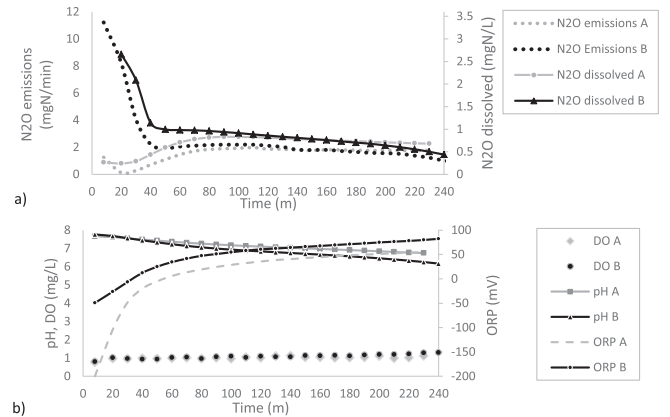 12
10
8
6
4
2
0
N2O emissions
(mgN/min)
3.5
3
2.5
2
1.5
1
0.5
0
N2O dissolved (mgN/L)
0 20 40 60 80 100 120 140 160 180 200 220 240
Time (m)
N2O emissions A
N2O Emissions B
N2O dissolved A
N2O dissolved B
a)
8
7
6
5
4
3
2
1
0
pH, DO (mg/L)
100
50
0
-50
-100
-150
-200
ORP (mV)
0 20 40 60 80 100 120 140 160 180 200 220 240
Time (m)
DO A
DO B
pH A
pH B
ORP A
ORP B
b)